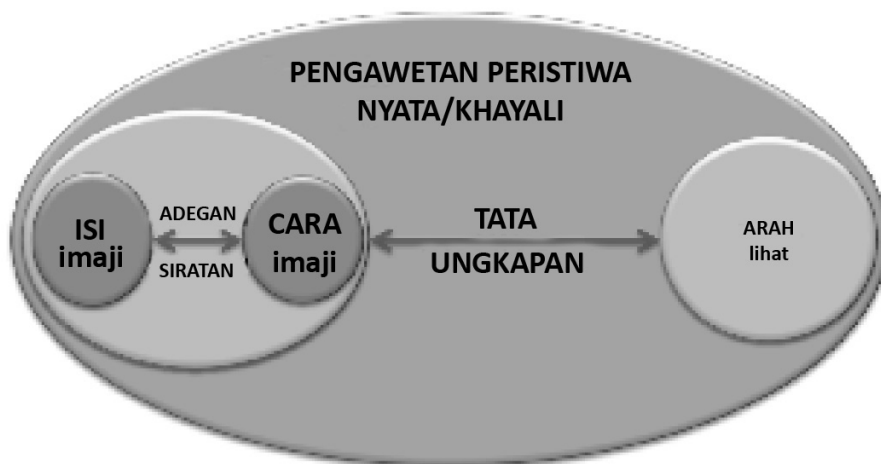 PENGAWETAN PERISTIWA
NYATA/KHAYALI
ISI
imaji
ADEGAN
SIRATAN
CARA
imaji
TATA
UNGKAPAN
ARAH
lihat